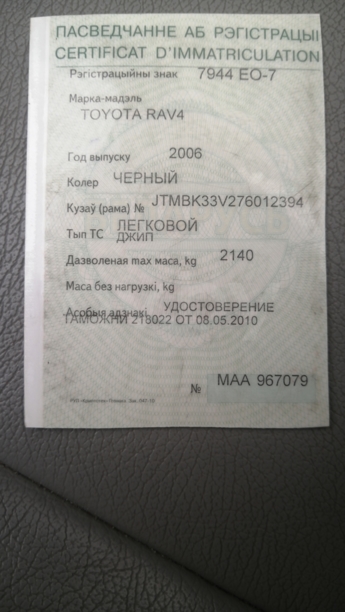 ПАСВЕДЧАННЕ АБ РЭГІСТРАЦЫІ
CERTIFICAT D'IMMATRICULATION
Рэгістрацыйны знак 7944 ЕО-7
Марка-мадэль
TOYOTA RAV4
Год выпуску 2006
Колер ЧЕРНЫЙ
Кузаў (рама) № JTMBK33V276012394
Тып ТС ЛЕГКОВОЙ
ДЖИП
Дазволеная max маса, kg 2140
Маса без нагрузкі, kg
Асобыя адзнакі УДОСТОВЕРЕНИЕ
ТАМОЖНИ 218022 ОТ 08.05.2010
№ МАА 967079